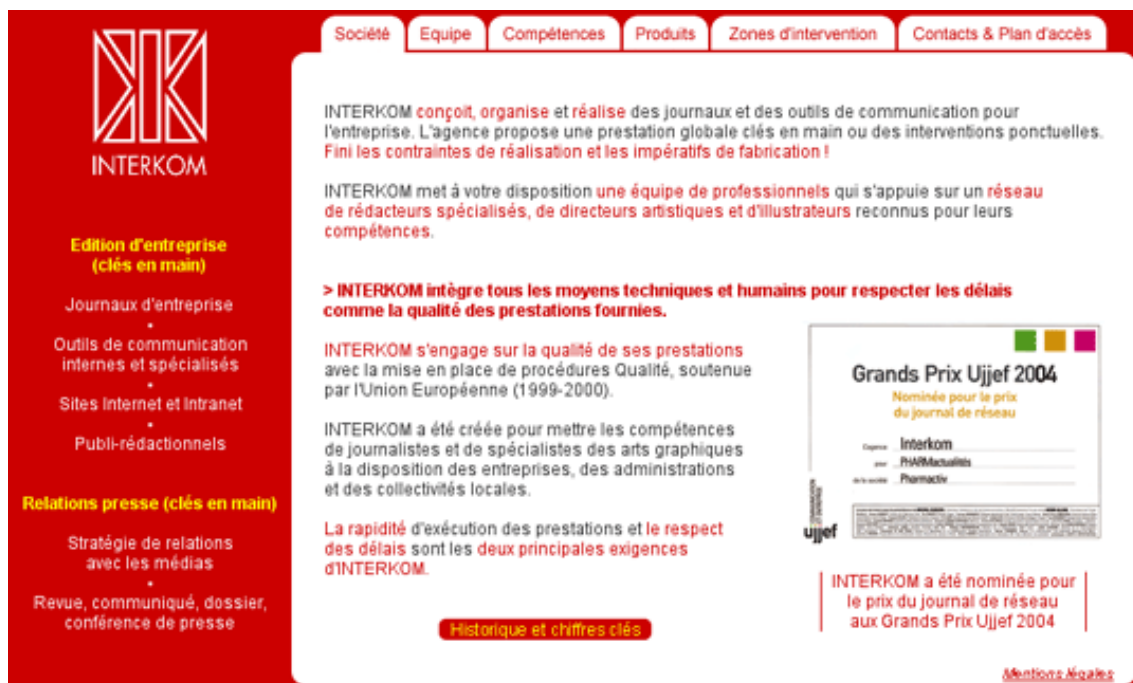 Société
Equipe
Compétences
Produits
Zones d'intervention
Contacts & Plan d'accès
INTERKOM
Edition d'entreprise
(clés en main)
Journaux d'entreprise
•
Outils de communication
internes et spécialisés
•
Sites Internet et Intranet
•
Publi-rédactionnels
Relations presse (clés en main)
Stratégie de relations
avec les médias
•
Revue, communiqué, dossier,
conférence de presse
INTERKOM conçoit, organise et réalise des journaux et des outils de communication pour
l'entreprise. L'agence propose une prestation globale clés en main ou des interventions ponctuelles.
Fini les contraintes de réalisation et les impératifs de fabrication !
INTERKOM met á votre disposition une équipe de professionnels qui s'appuie sur un réseau
de rédacteurs spécialisés, de directeurs artistiques et d'illustrateurs reconnus pour leurs
compétences.
> INTERKOM intègre tous les moyens techniques et humains pour respecter les délais
comme la qualité des prestations fournies.
INTERKOM s'engage sur la qualité de ses prestations
avec la mise en place de procédures Qualité, soutenue
par l'Union Européenne (1999-2000).
INTERKOM a été créée pour mettre les compétences
de journalistes et de spécialistes des arts graphiques
à la disposition des entreprises, des administrations
et des collectivités locales.
La rapidité d'exécution des prestations et le respect
des délais sont les deux principales exigences
d'INTERKOM.
Historique et chiffres clés
Grands Prix Ujjef 2004
Nominée pour le prix
du journal de réseau
L'agence Interkom
pour PHARMactualités
de la société Pharmactiv
ujjef
INTERKOM a été nominée pour
le prix du journal de réseau
aux Grands Prix Ujjef 2004
Mentions légales